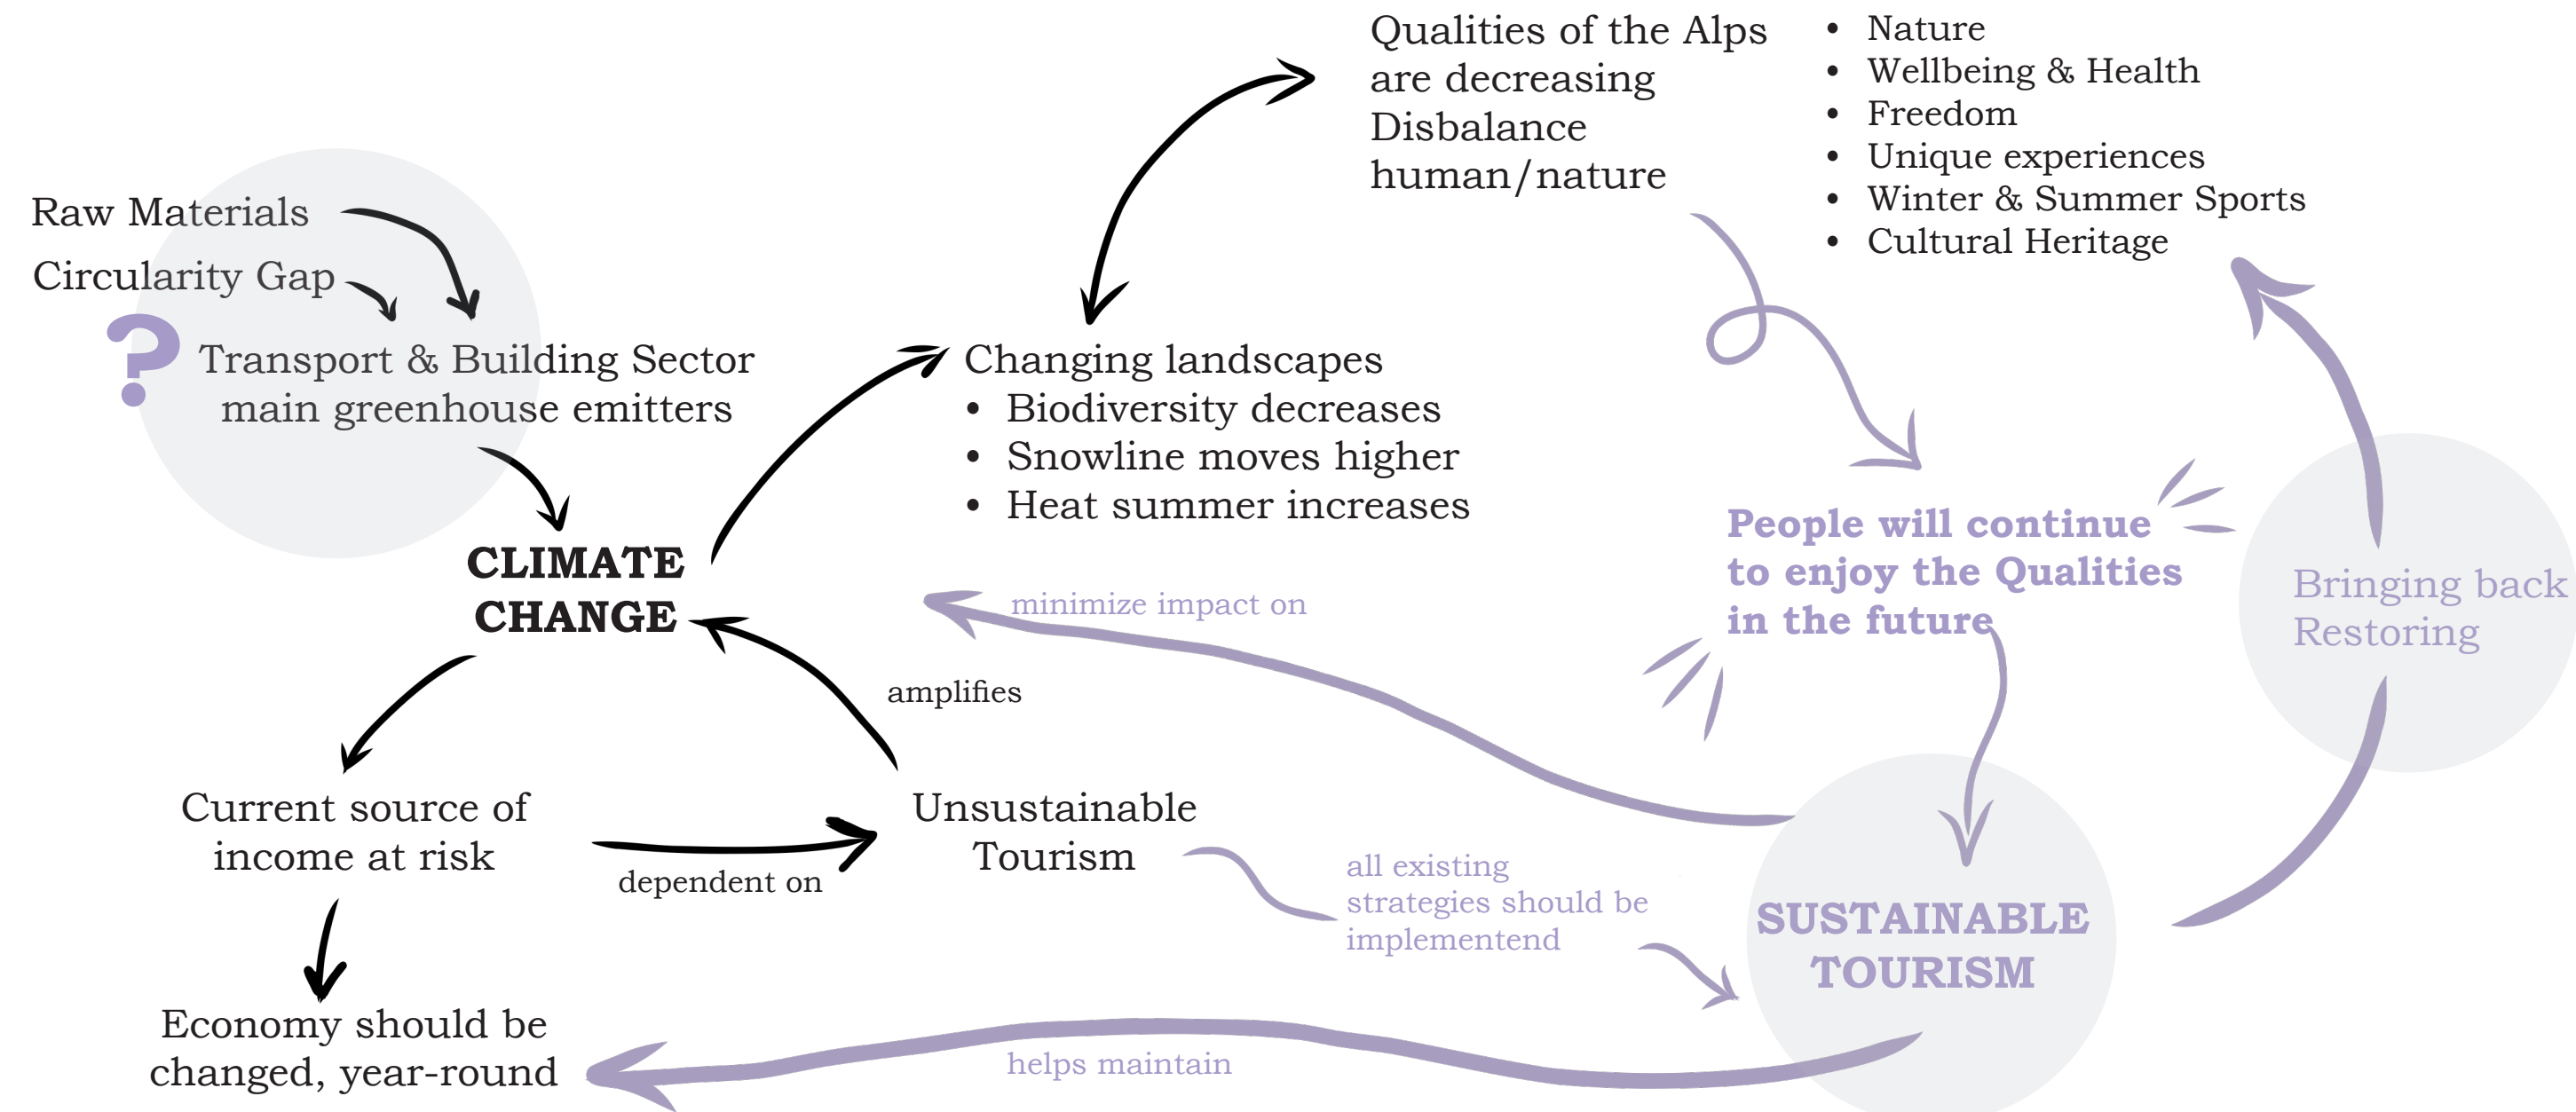 Qualities of the Alps
are decreasing
Disbalance
human/nature
• Nature
• Wellbeing & Health
• Freedom
• Unique experiences
• Winter & Summer Sports
• Cultural Heritage
Raw Materials
Circularity Gap
?
Transport & Building Sector
main greenhouse emitters
Changing landscapes
• Biodiversity decreases
• Snowline moves higher
• Heat summer increases
CLIMATE
CHANGE
minimize impact on
People will continue
to enjoy the Qualities
in the future
Bringing back
Restoring
amplifies
Current source of
income at risk
dependent on
Unsustainable
Tourism
all existing
strategies should be
implementend
SUSTAINABLE
TOURISM
Economy should be
changed, year-round
helps maintain